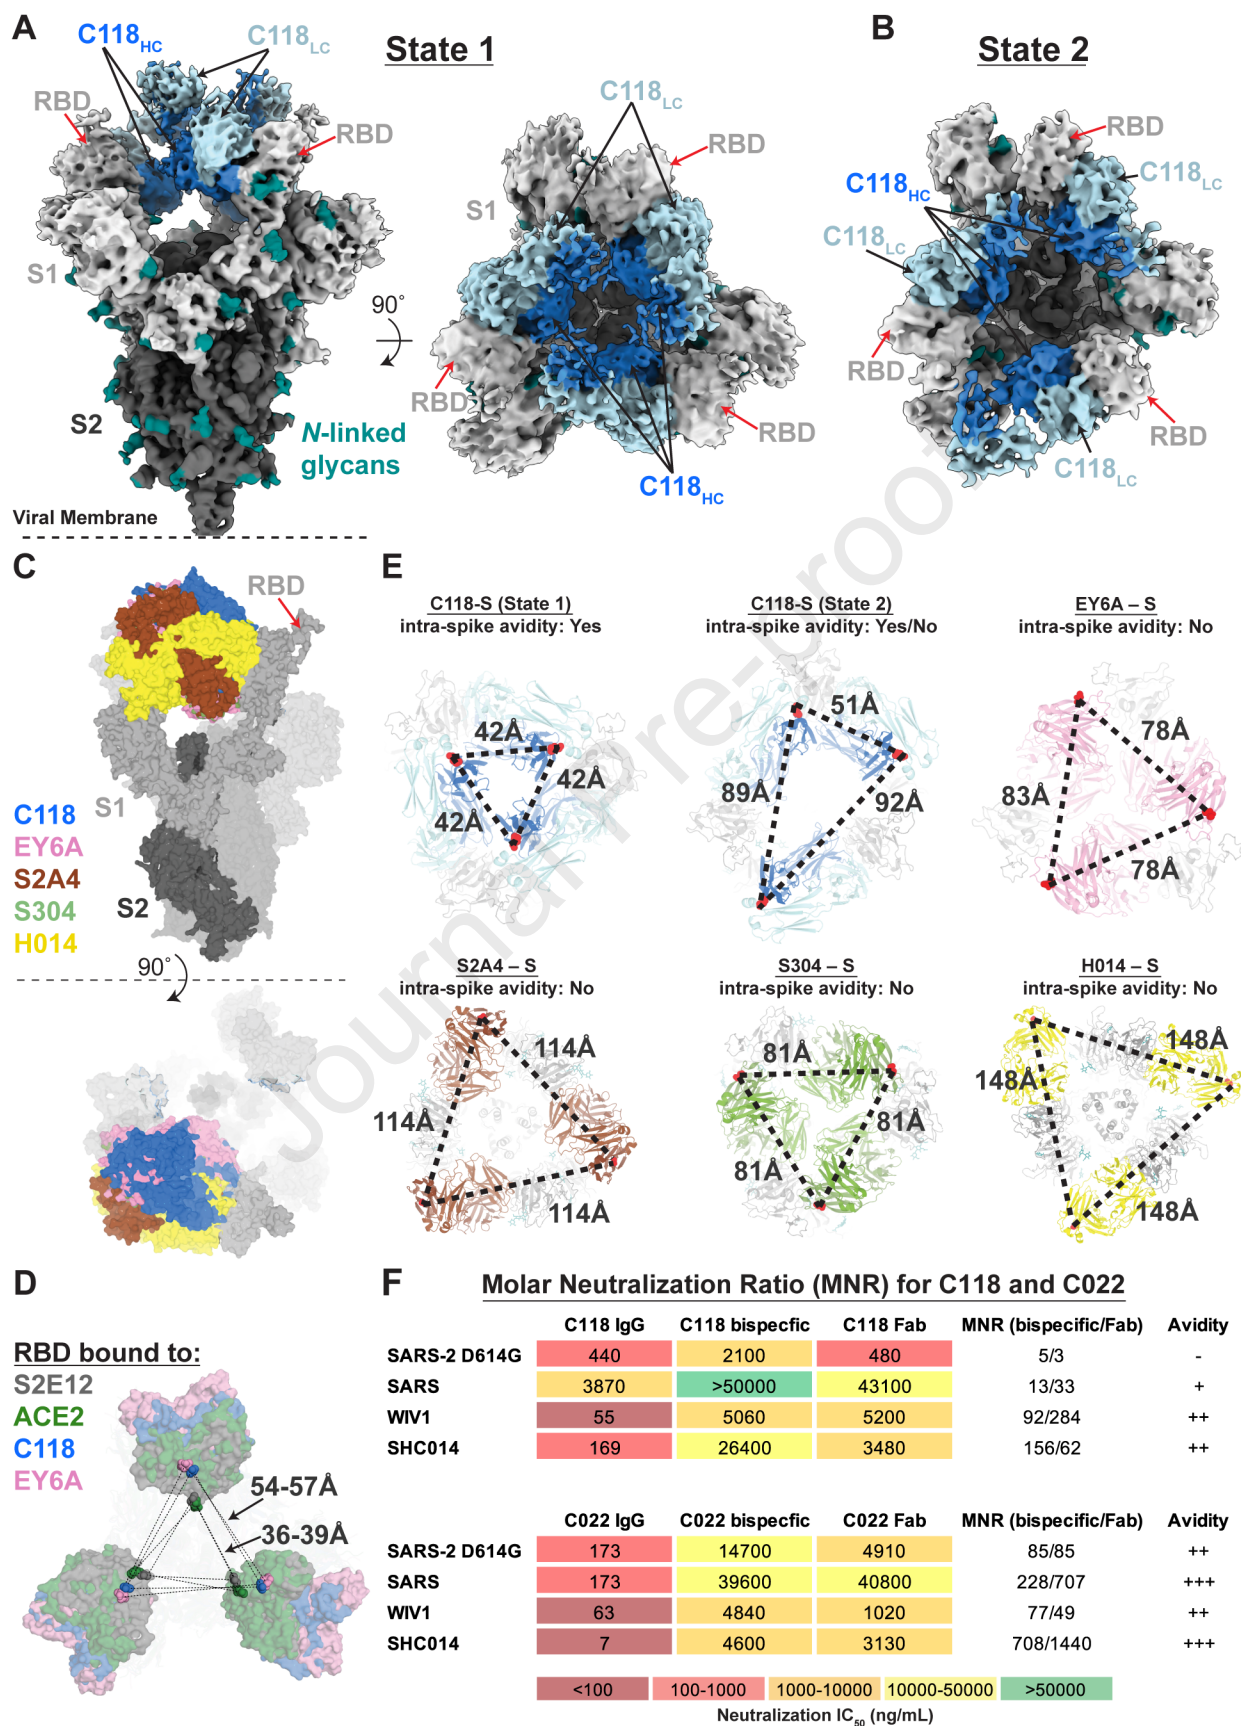 A
C118HC
C118LC
State 1
B
State 2
RBD
RBD
S1
S2
N-linked
glycans
Viral Membrane
90°
C118LC
RBD
S1
RBD
RBD
C118HC
RBD
C118LC
C118HC
C118LC
RBD
RBD
C118LC
C
RBD
S1
S2
C118
EY6A
S2A4
S304
H014
90°
E
C118-S (State 1)
intra-spike avidity: Yes
42Å
42Å
42Å
C118-S (State 2)
intra-spike avidity: Yes/No
51Å
89Å
92Å
EY6A – S
intra-spike avidity: No
78Å
83Å
78Å
S2A4 – S
intra-spike avidity: No
114Å
114Å
114Å
S304 – S
intra-spike avidity: No
81Å
81Å
81Å
H014 – S
intra-spike avidity: No
148Å
148Å
148Å
Journal Pre-proof
D
RBD bound to:
S2E12
ACE2
C118
EY6A
54-57Å
36-39Å
F
Molar Neutralization Ratio (MNR) for C118 and C022
C118 IgG C118 bispecfic C118 Fab MNR (bispecific/Fab) Avidity
SARS-2 D614G 440 2100 480 5/3 -
SARS 3870 >50000 43100 13/33 +
WIV1 55 5060 5200 92/284 ++
SHC014 169 26400 3480 156/62 ++
C022 IgG C022 bispecfic C022 Fab MNR (bispecific/Fab) Avidity
SARS-2 D614G 173 14700 4910 85/85 ++
SARS 173 39600 40800 228/707 +++
WIV1 63 4840 1020 77/49 ++
SHC014 7 4600 3130 708/1440 +++
<100 100-1000 1000-10000 10000-50000 >50000
Neutralization IC50 (ng/mL)